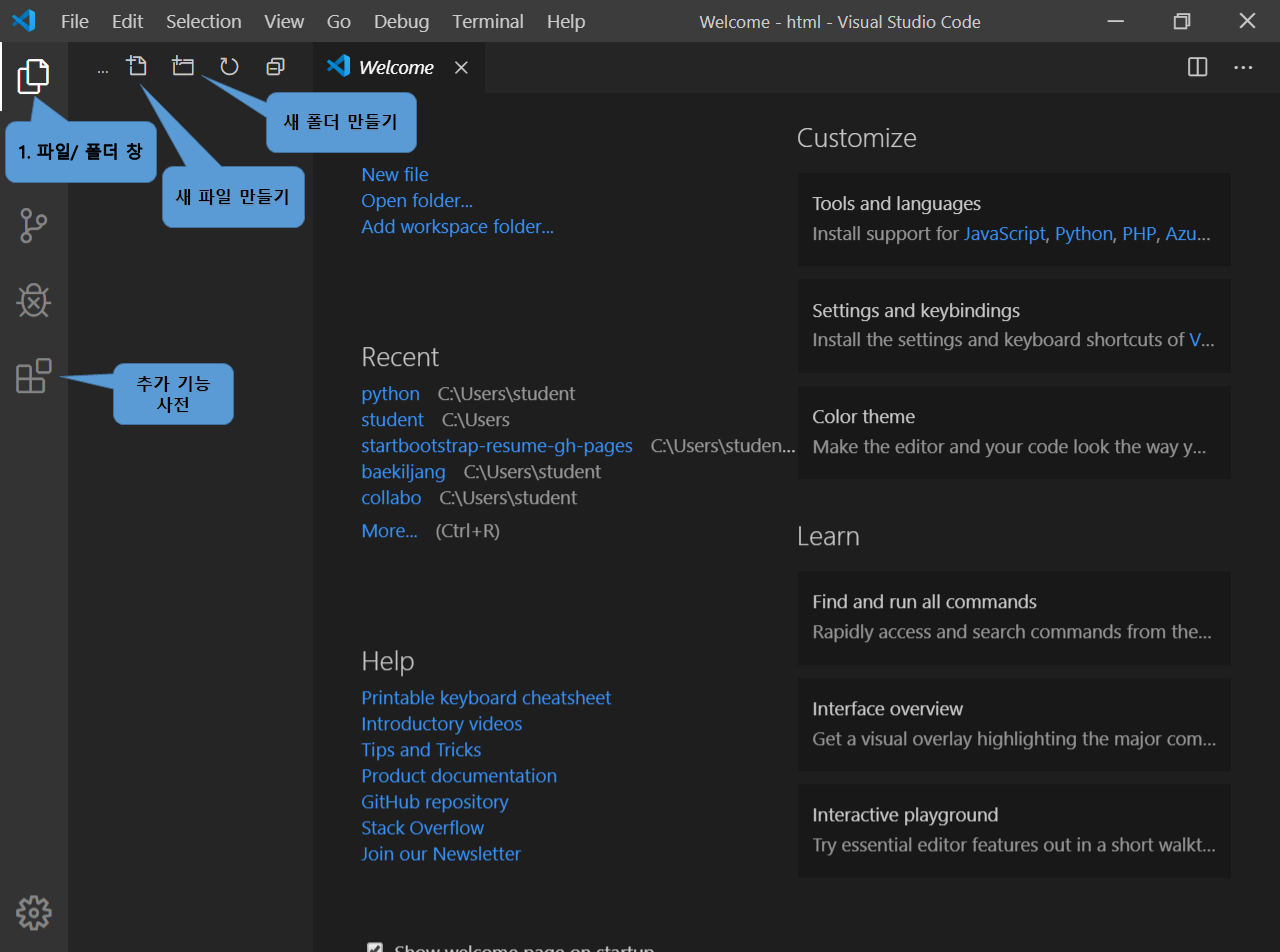 File Edit Selection View Go Debug Terminal Help Welcome - html - Visual Studio Code
... Welcome
새 폴더 만들기
1. 파일/ 폴더 창
새 파일 만들기
추가 기능
사전
New file
Open folder...
Add workspace folder...
Recent
python C:\Users\student
student C:\Users
startbootstrap-resume-gh-pages C:\Users\studen...
baekiljang C:\Users\student
collabo C:\Users\student
More... (Ctrl+R)
Help
Printable keyboard cheatsheet
Introductory videos
Tips and Tricks
Product documentation
GitHub repository
Stack Overflow
Join our Newsletter
Show welcome page on startup
Customize
Tools and languages
Install support for JavaScript, Python, PHP, Azu...
Settings and keybindings
Install the settings and keyboard shortcuts of V...
Color theme
Make the editor and your code look the way y...
Learn
Find and run all commands
Rapidly access and search commands from the...
Interface overview
Get a visual overlay highlighting the major com...
Interactive playground
Try essential editor features out in a short walkt...